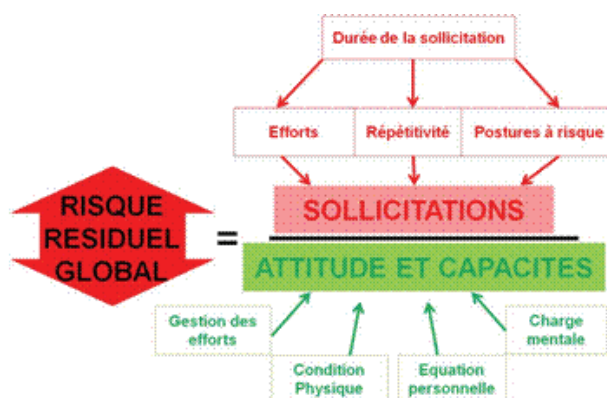 Durée de la sollicitation
Efforts
Répétitivité
Postures à risque
RISQUE
RESIDUEL
GLOBAL
=
SOLLICITATIONS
ATTITUDE ET CAPACITES
Gestion des
efforts
Condition
Physique
Equation
personnelle
Charge
mentale